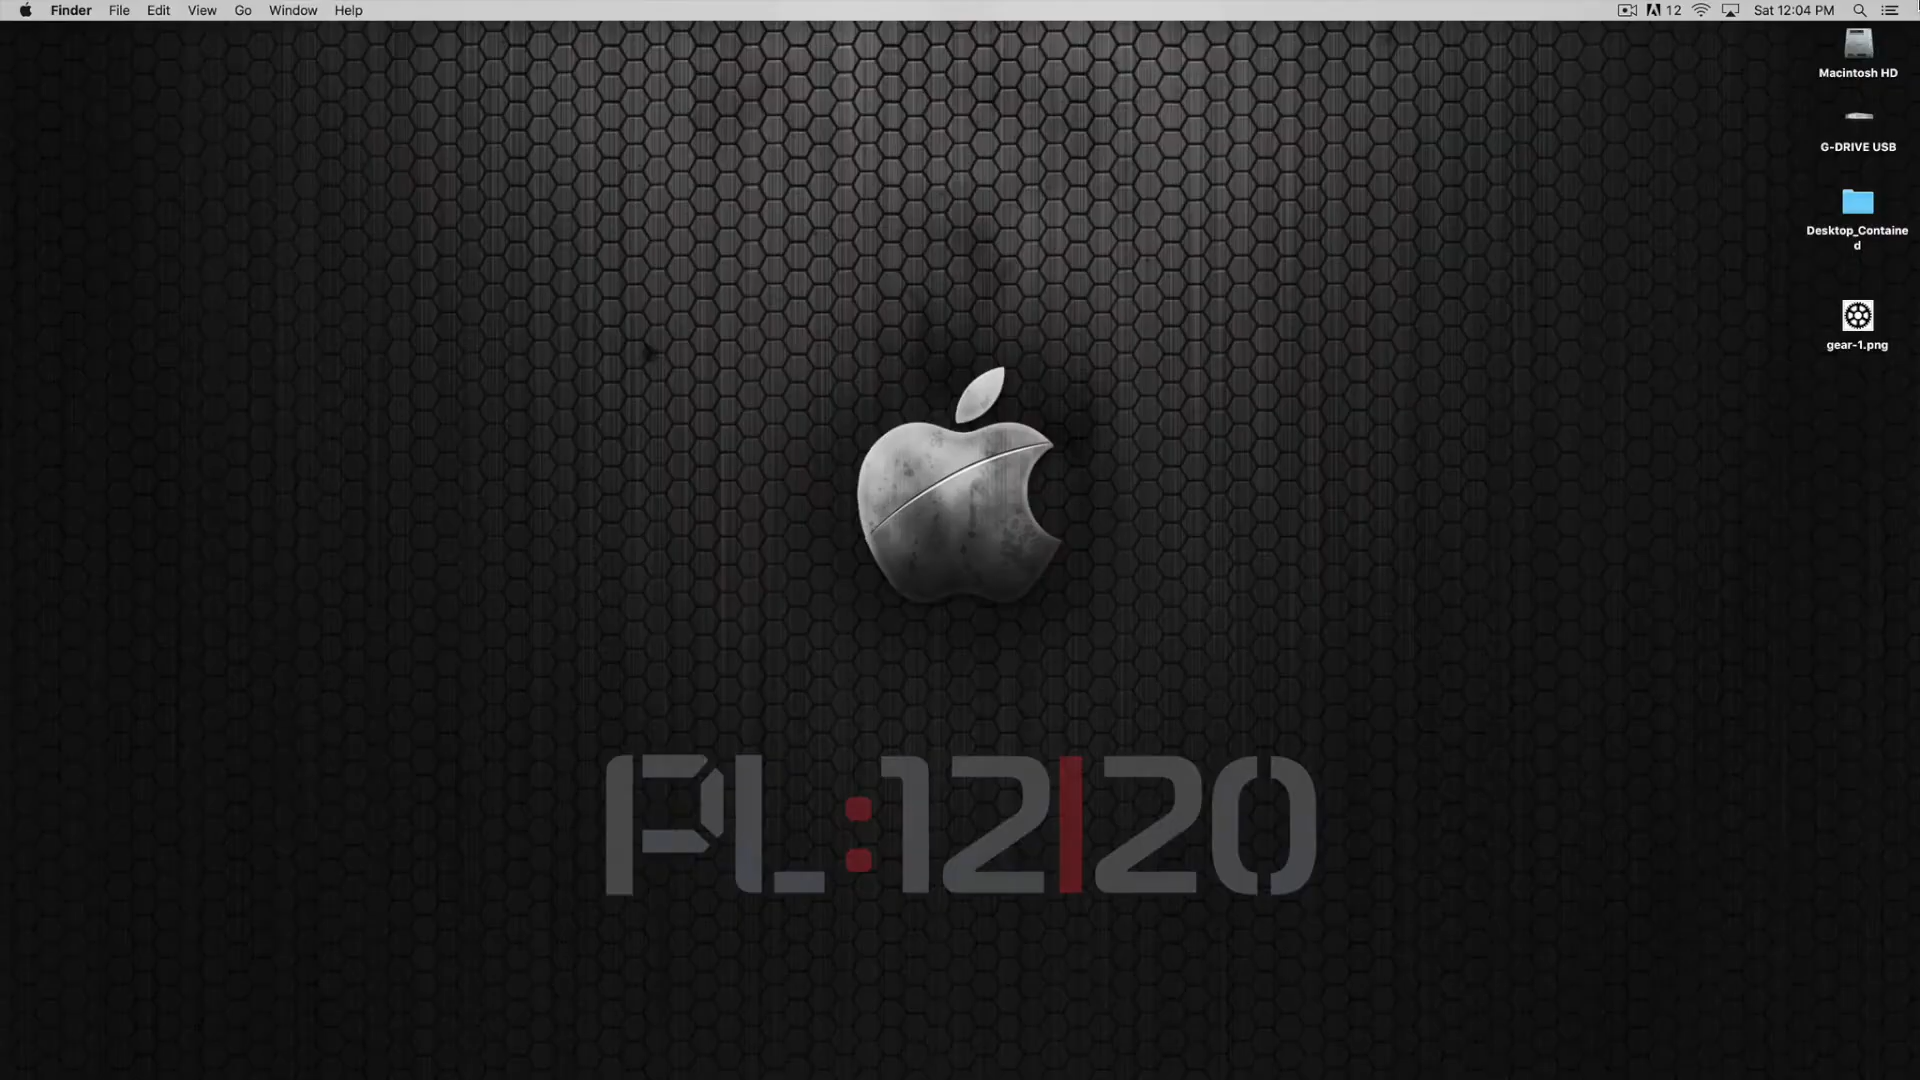 Finder File Edit View Go Window Help 12 Sat 12:04 PM
Macintosh HD
G-DRIVE USB
Desktop_Containe
d
gear-1.png
PL:12|20